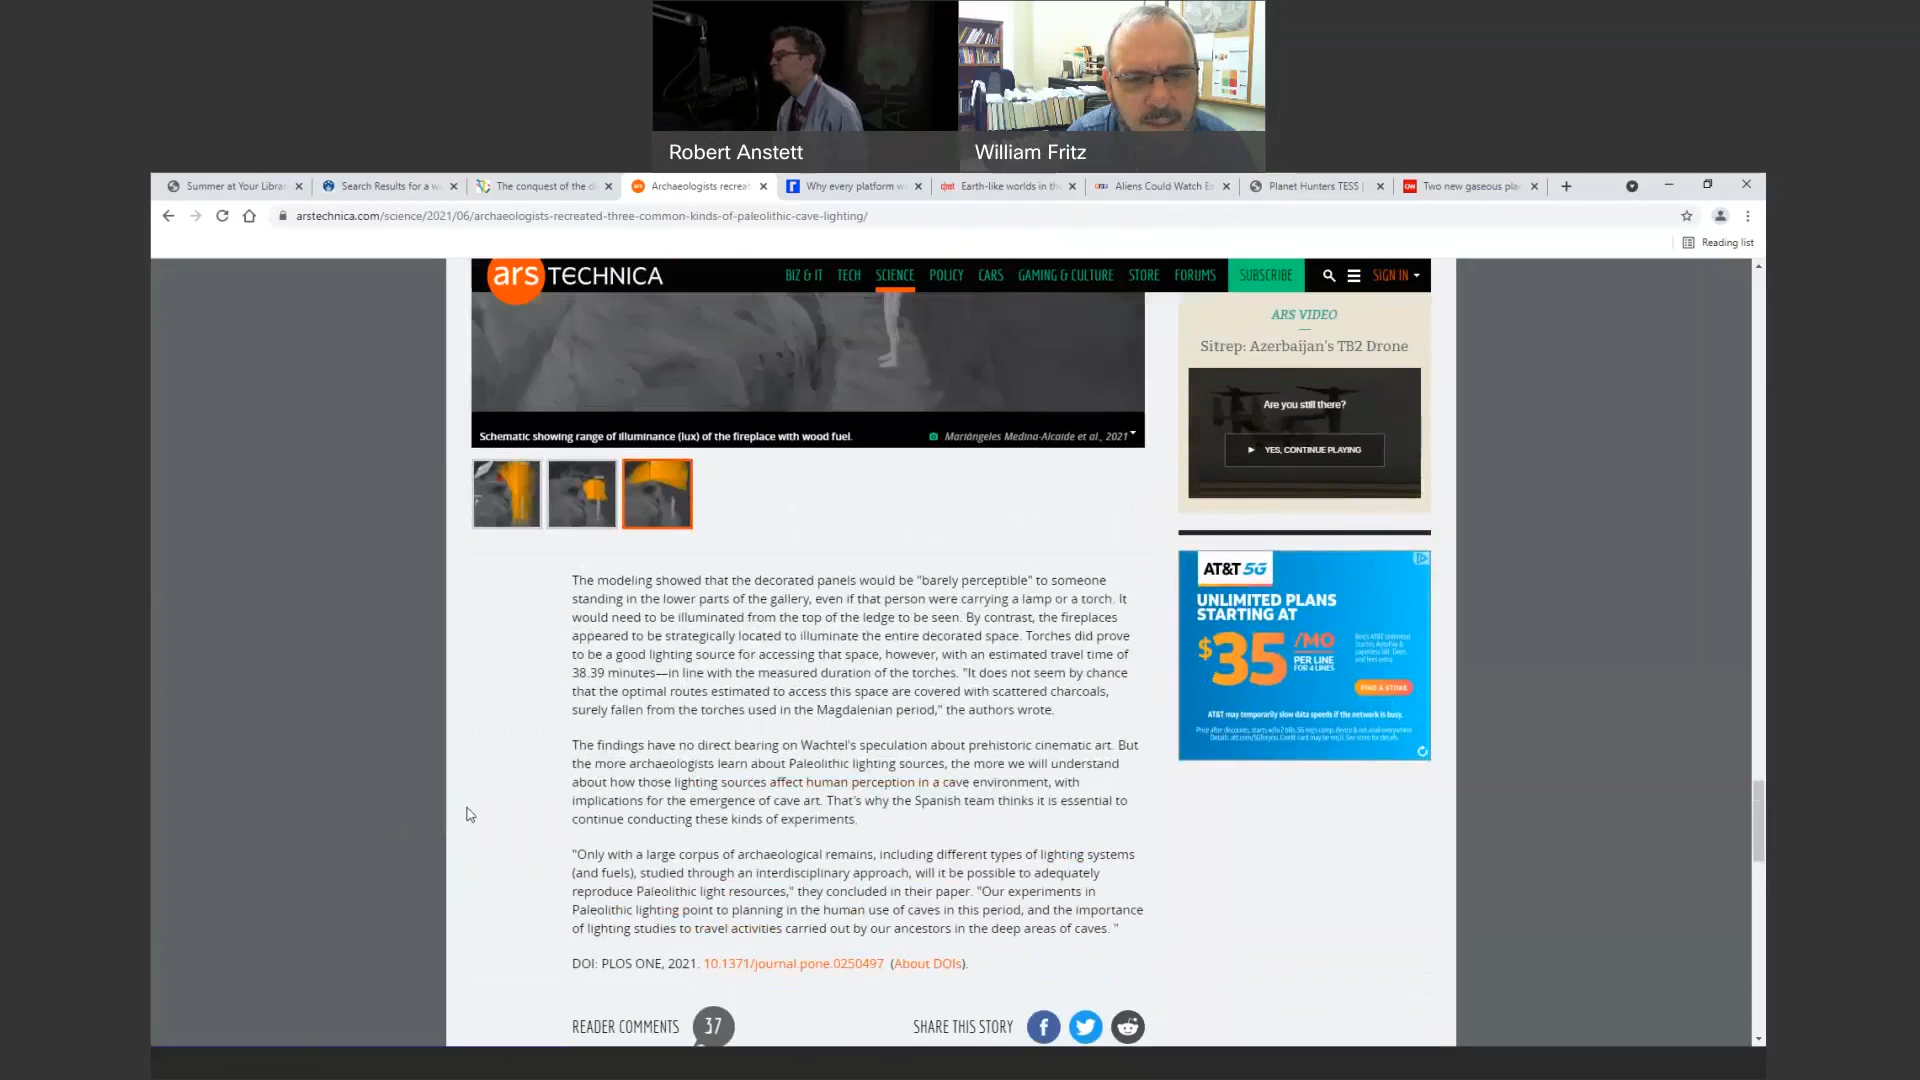 Robert Anstett
William Fritz
Summer at Your Libra
Search Results for a w
The conquest of the d
Archaeologists recrea
Why every platform w
Earth-like worlds in th
Aliens Could Watch E
Planet Hunters TESS |
Two new gaseous pla
arstechnica.com/science/2021/06/archaeologists-recreated-three-common-kinds-of-paleolithic-cave-lighting/
Reading list
ars TECHNICA
BIZ & IT TECH SCIENCE POLICY CARS GAMING & CULTURE STORE FORUMS SUBSCRIBE SIGN IN
ARS VIDEO
Sitrep: Azerbaijan's TB2 Drone
Are you still there?
YES, CONTINUE PLAYING
Schematic showing range of illuminance (lux) of the fireplace with wood fuel.
Mariángeles Medina-Alcaide et al., 2021
The modeling showed that the decorated panels would be "barely perceptible" to someone
standing in the lower parts of the gallery, even if that person were carrying a lamp or a torch. It
would need to be illuminated from the top of the ledge to be seen. By contrast, the fireplaces
appeared to be strategically located to illuminate the entire decorated space. Torches did prove
to be a good lighting source for accessing that space, however, with an estimated travel time of
38.39 minutes—in line with the measured duration of the torches. "It does not seem by chance
that the optimal routes estimated to access this space are covered with scattered charcoals,
surely fallen from the torches used in the Magdalenian period," the authors wrote.
The findings have no direct bearing on Wachtel's speculation about prehistoric cinematic art. But
the more archaeologists learn about Paleolithic lighting sources, the more we will understand
about how those lighting sources affect human perception in a cave environment, with
implications for the emergence of cave art. That's why the Spanish team thinks it is essential to
continue conducting these kinds of experiments.
"Only with a large corpus of archaeological remains, including different types of lighting systems
(and fuels), studied through an interdisciplinary approach, will it be possible to adequately
reproduce Paleolithic light resources," they concluded in their paper. "Our experiments in
Paleolithic lighting point to planning in the human use of caves in this period, and the importance
of lighting studies to travel activities carried out by our ancestors in the deep areas of caves. "
DOI: PLOS ONE, 2021. 10.1371/journal.pone.0250497 (About DOIs).
READER COMMENTS 37
SHARE THIS STORY
AT&T 5G
UNLIMITED PLANS
STARTING AT
$35 /MO
PER LINE
FOR 4 LINES
FIND A STORE
AT&T may temporarily slow data speeds if the network is busy.